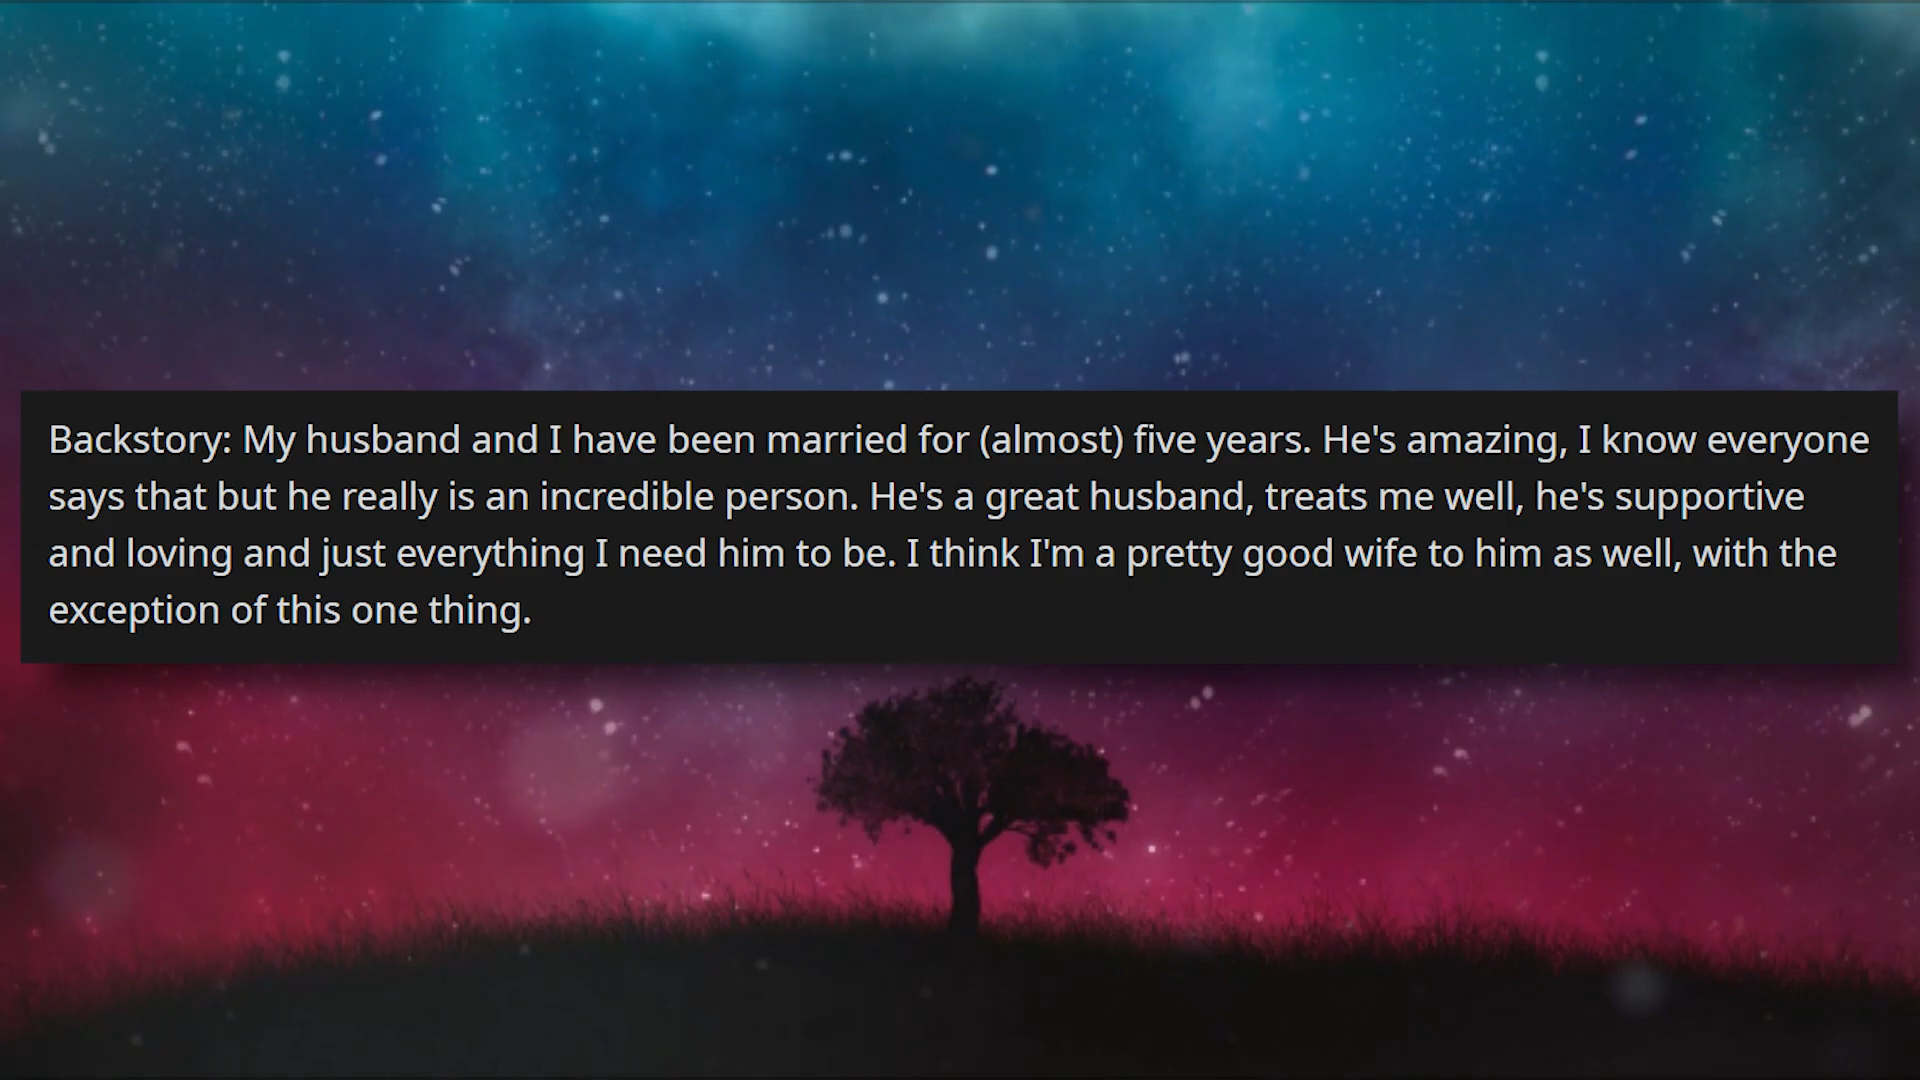 Backstory: My husband and I have been married for (almost) five years. He's amazing, I know everyone
says that but he really is an incredible person. He's a great husband, treats me well, he's supportive
and loving and just everything I need him to be. I think I'm a pretty good wife to him as well, with the
exception of this one thing.